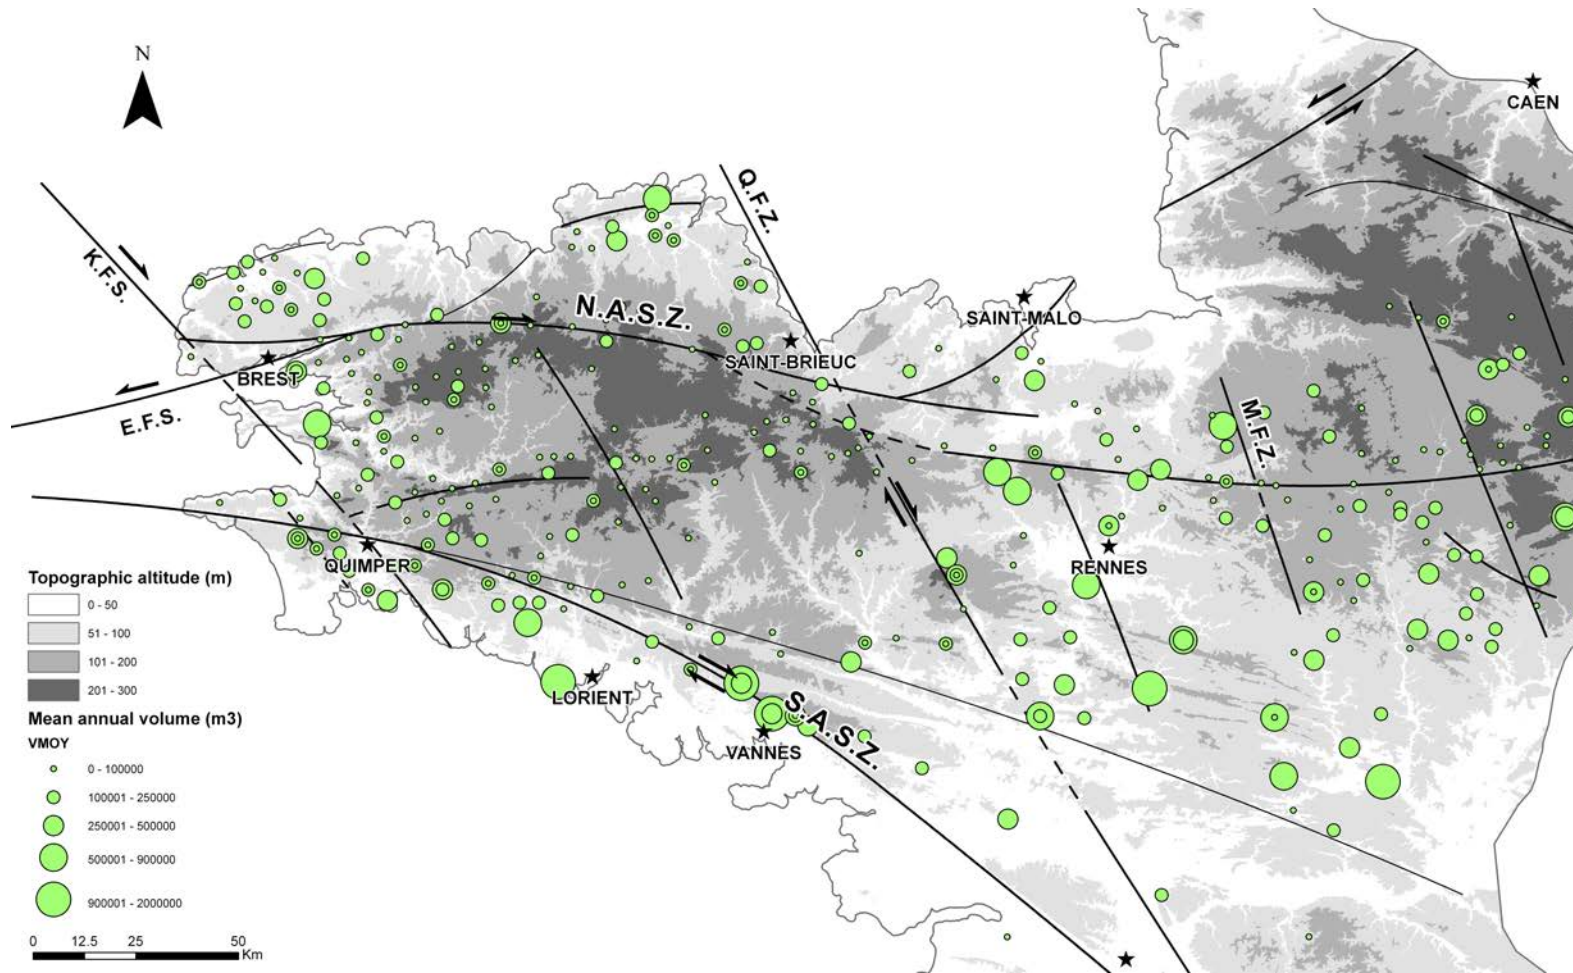 N
CAEN
Q.F.Z.
K.F.S.
N.A.S.Z.
SAINT-MALO
SAINT-BRIEUC
BREST
E.F.S.
M.F.Z.
QUIMPER
RENNES
Topographic altitude (m)
0 - 50
51 - 100
101 - 200
201 - 300
LORIENT
S.A.S.Z.
Mean annual volume (m3)
VMOY
VANNES
0 - 100000
100001 - 250000
250001 - 500000
500001 - 900000
900001 - 2000000
0 12.5 25 50
Km